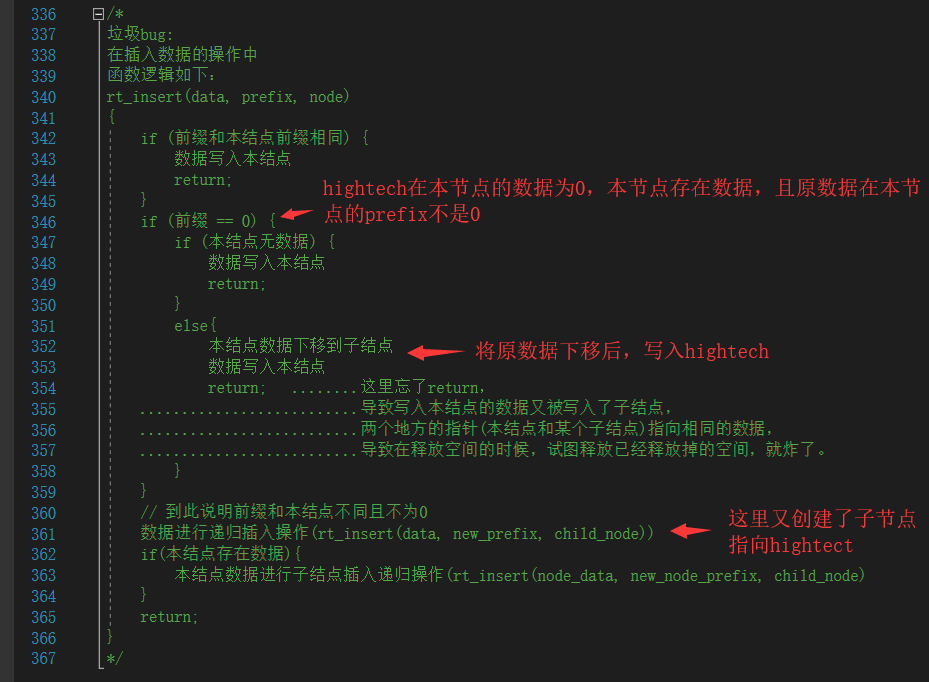 336 /*
337 垃圾bug:
338 在插入数据的操作中
339 函数逻辑如下:
340 rt_insert(data, prefix, node)
341 {
342 if (前缀和本结点前缀相同) {
343 数据写入本结点
344 return;
345 }
hightech在本节点的数据为0，本节点存在数据，且原数据在本节
点的prefix不是0
346 if (前缀 == 0) {
347 if (本结点无数据) {
348 数据写入本结点
349 return;
350 }
351 else{
352 本结点数据下移到子结点
将原数据下移后，写入hightech
353 数据写入本结点
354 return; ........这里忘了return,
355 ..........................导致写入本结点的数据又被写入了子结点,
356 ..........................两个地方的指针(本结点和某个子结点)指向相同的数据,
357 ..........................导致在释放空间的时候, 试图释放已经释放掉的空间, 就炸了。
358 }
359 }
360 // 到此说明前缀和本结点不同且不为0
361 数据进行递归插入操作(rt_insert(data, new_prefix, child_node))
这里又创建了子节点
指向hightect
362 if(本结点存在数据){
363 本结点数据进行子结点插入递归操作(rt_insert(node_data, new_node_prefix, child_node)
364 }
365 return;
366 }
367 */